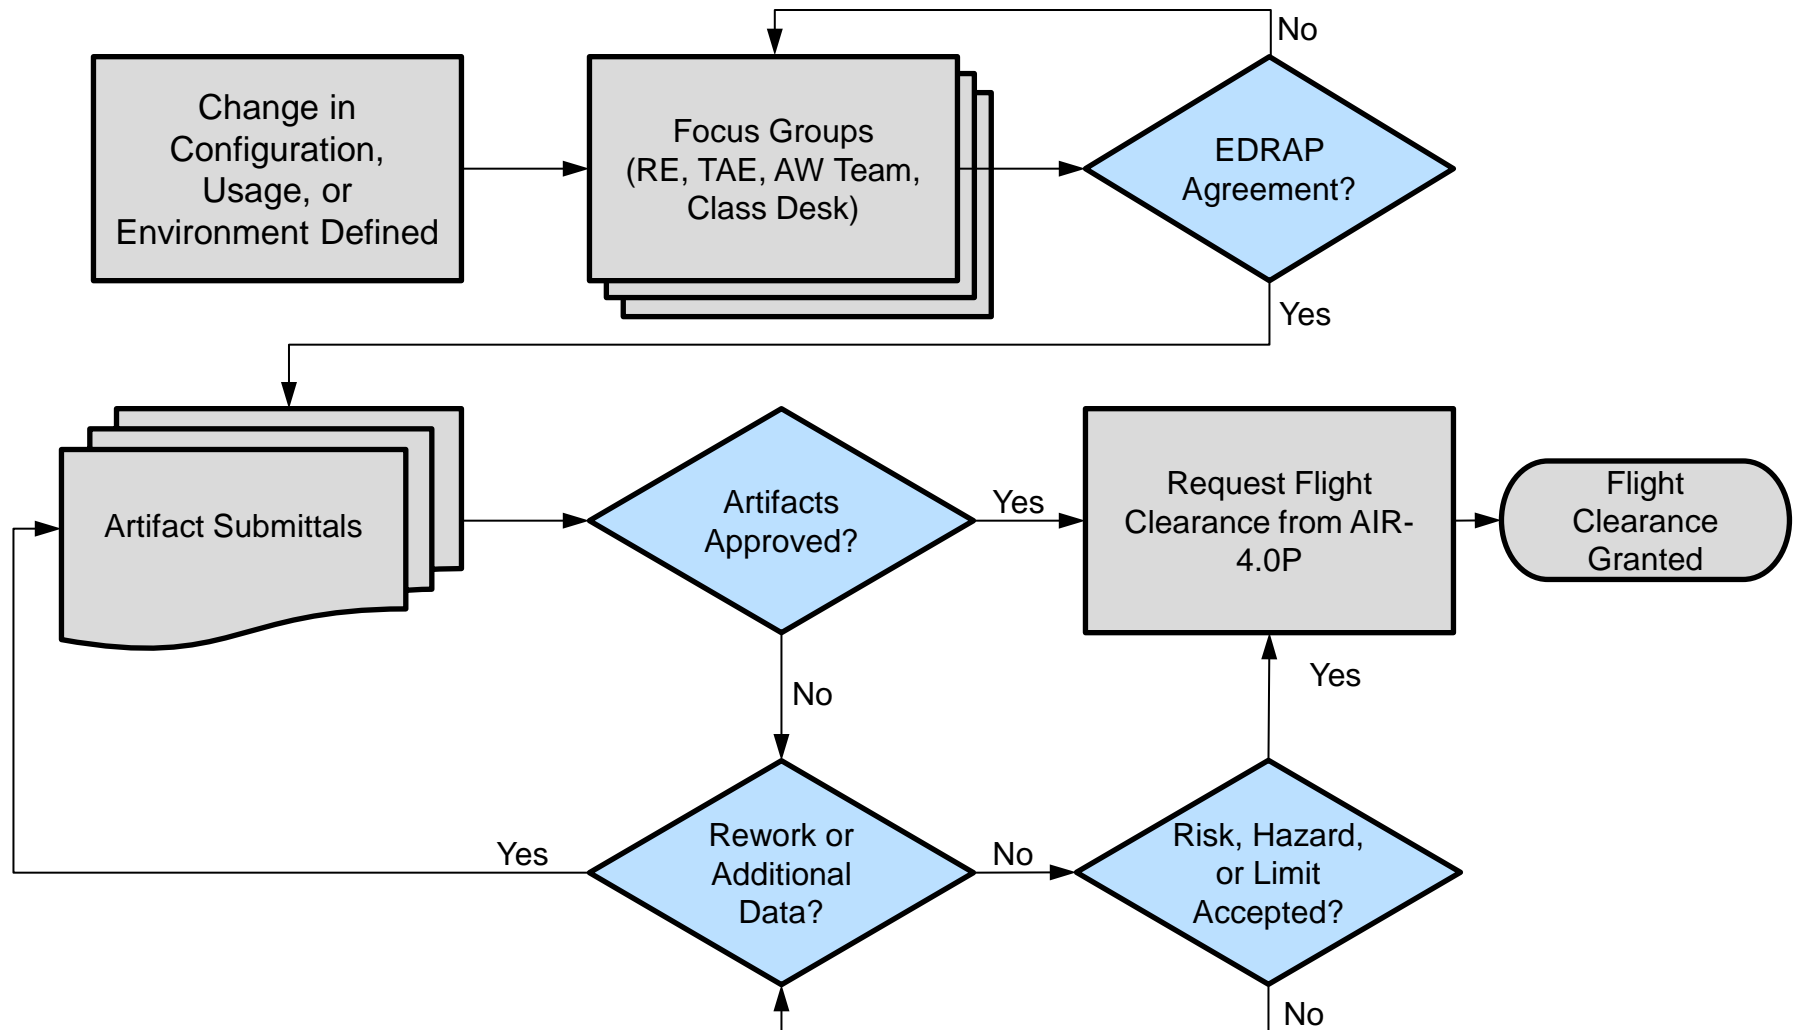 No
Change in
Configuration,
Usage, or
Environment Defined
Focus Groups
(RE, TAE, AW Team,
Class Desk)
EDRAP
Agreement?
Yes
Artifact Submittals
Artifacts
Approved?
Yes
Request Flight
Clearance from AIR-
4.0P
Flight
Clearance
Granted
No
Yes
Yes
Rework or
Additional
Data?
No
Risk, Hazard,
or Limit
Accepted?
No